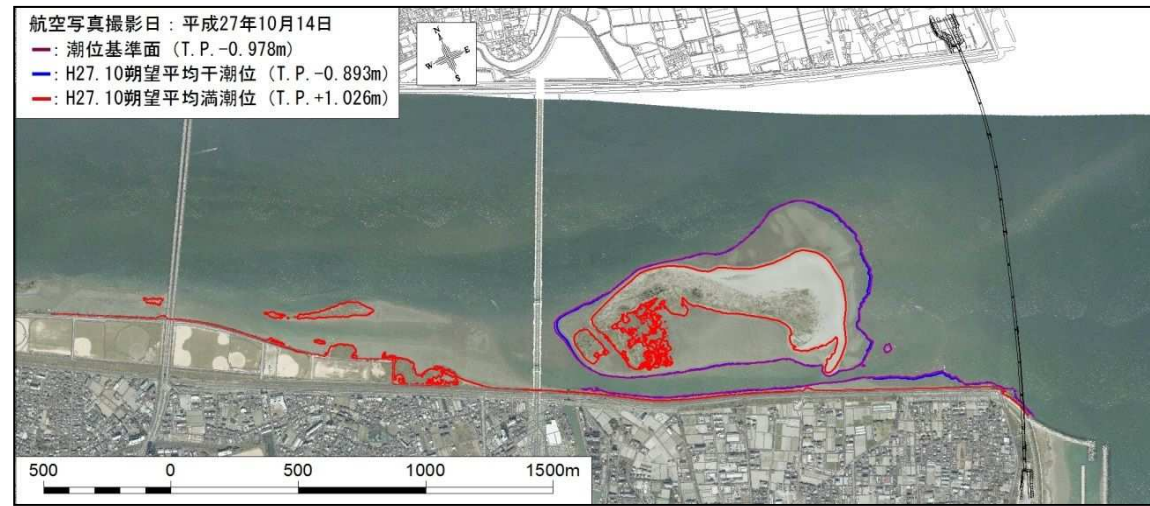 航空写真撮影日：平成27年10月14日
：潮位基準面（T.P.-0.978m）
：H27.10朔望平均干潮位（T.P.-0.893m）
：H27.10朔望平均満潮位（T.P.+1.026m）
N
W E
S
500 0 500 1000 1500m